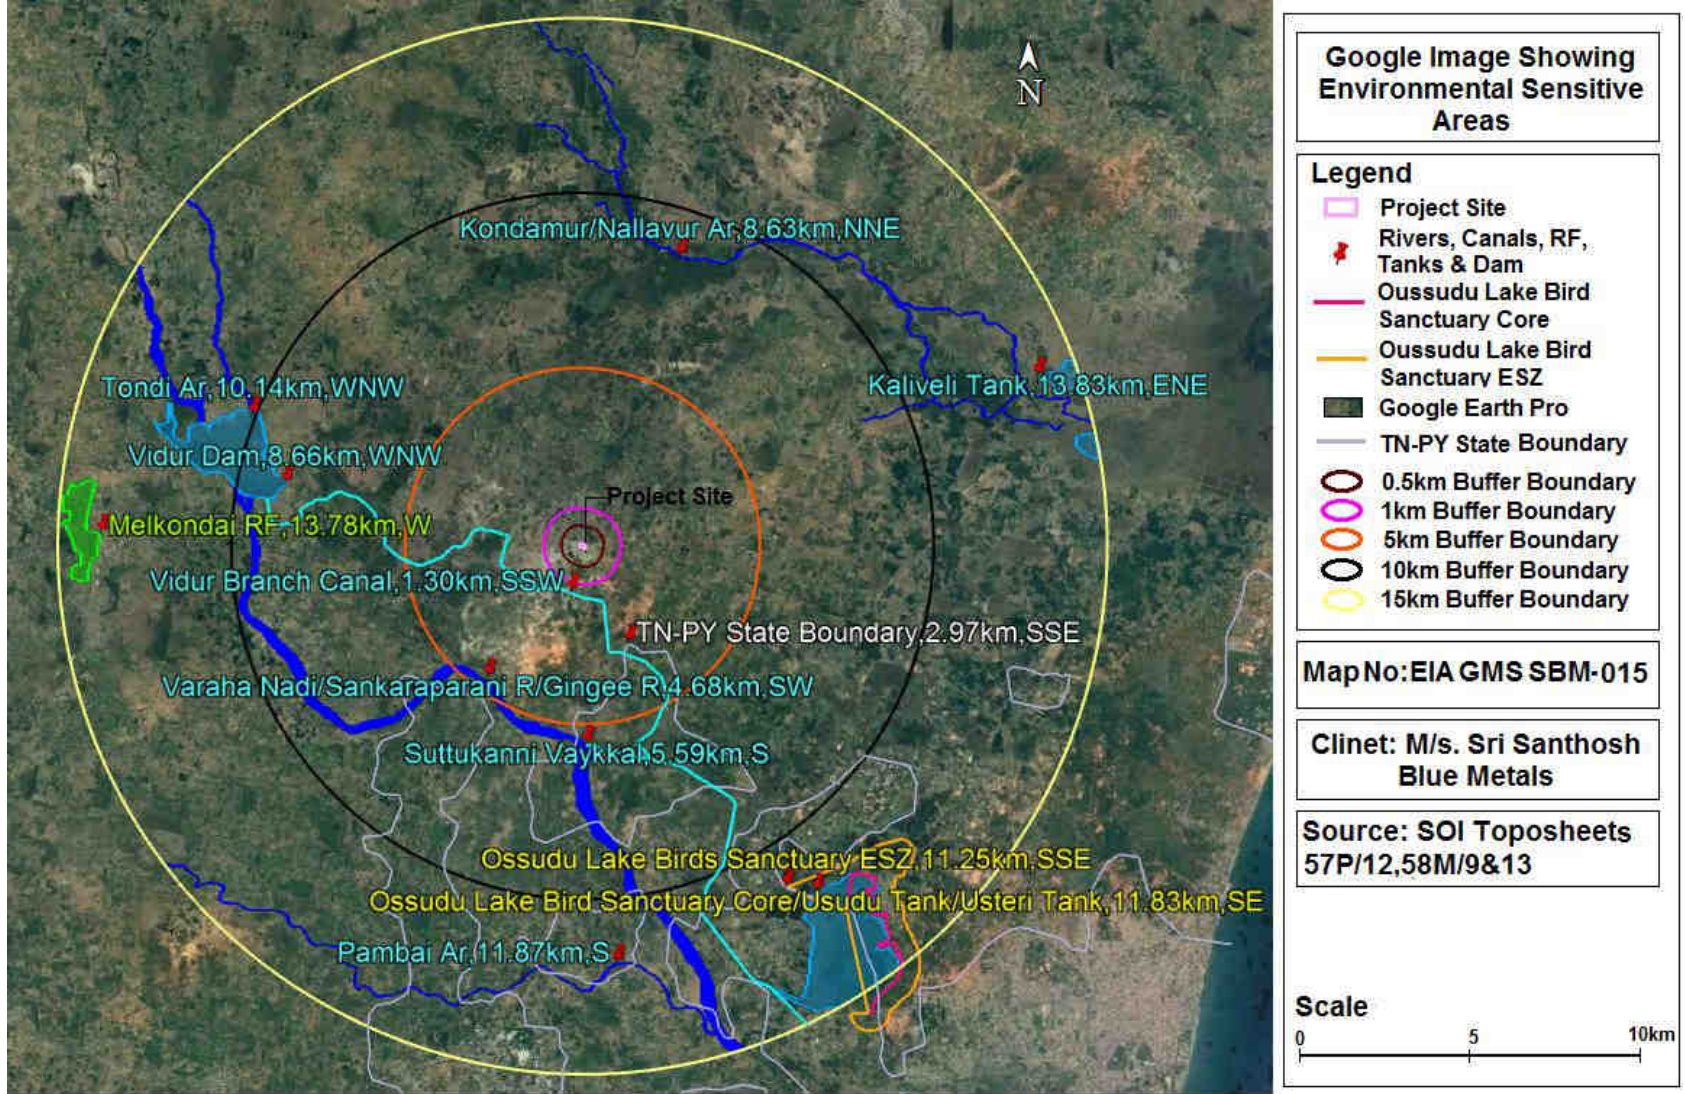 N
Kondamur/Nallavur Ar,8.63km,NNE
Tondi Ar,10.14km,WNW
Kaliveli Tank,13.83km,ENE
Vidur Dam,8.66km,WNW
Project Site
Melkondai RF,13.78km,W
Vidur Branch Canal,1.30km,SSW
TN-PY State Boundary,2.97km,SSE
Varaha Nadi/Sankaraparani R/Gingee R,4.68km,SW
Suttukanni Vaykkal,5.59km,S
Ossudu Lake Birds Sanctuary ESZ,11.25km,SSE
Ossudu Lake Bird Sanctuary Core/Usudu Tank/Usteri Tank,11.83km,SE
Pambai Ar,11.87km,S
Google Image Showing
Environmental Sensitive
Areas
Legend
Project Site
Rivers, Canals, RF,
Tanks & Dam
Oussudu Lake Bird
Sanctuary Core
Oussudu Lake Bird
Sanctuary ESZ
Google Earth Pro
TN-PY State Boundary
0.5km Buffer Boundary
1km Buffer Boundary
5km Buffer Boundary
10km Buffer Boundary
15km Buffer Boundary
Map No:EIA GMS SBM-015
Clinet: M/s. Sri Santhosh
Blue Metals
Source: SOI Toposheets
57P/12,58M/9&13
Scale
0 5 10km